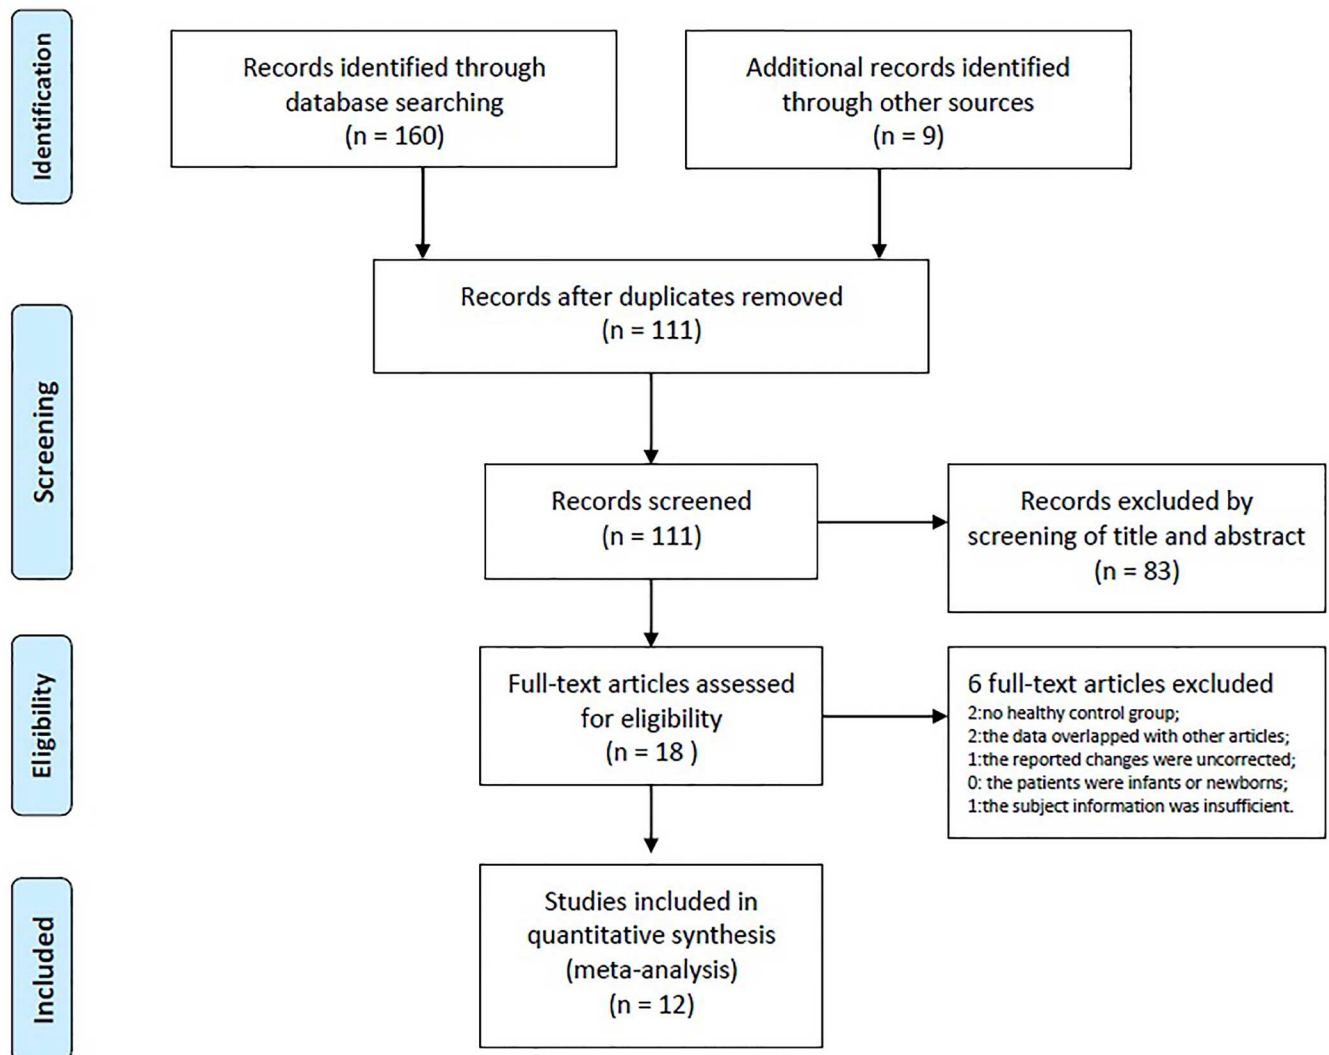 Identification
Records identified through
database searching
(n = 160)
Additional records identified
through other sources
(n = 9)
Screening
Records after duplicates removed
(n = 111)
Records screened
(n = 111)
Records excluded by
screening of title and abstract
(n = 83)
Eligibility
Full-text articles assessed
for eligibility
(n = 18 )
6 full-text articles excluded
2:no healthy control group;
2:the data overlapped with other articles;
1:the reported changes were uncorrected;
0: the patients were infants or newborns;
1:the subject information was insufficient.
Included
Studies included in
quantitative synthesis
(meta-analysis)
(n = 12)